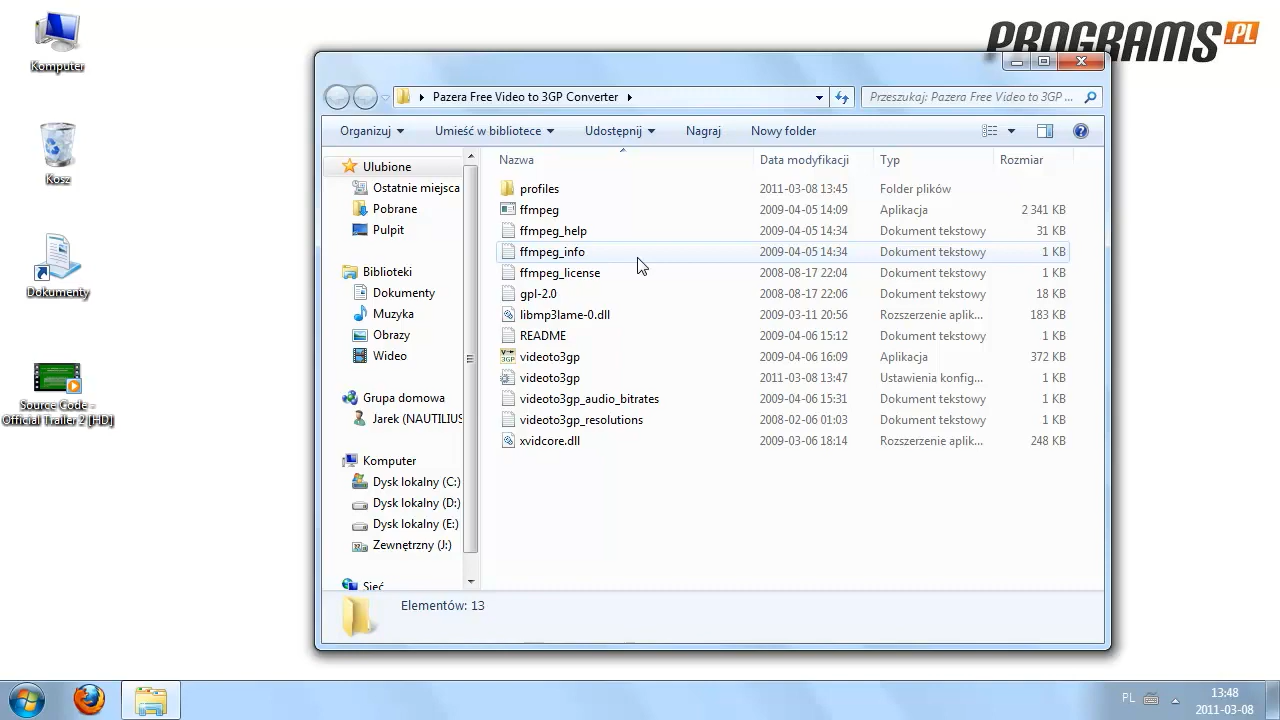 PROGRAMS.PL
Komputer
Kosz
Dokumenty
Source Code -
Official Trailer 2 [HD]
Pazera Free Video to 3GP Converter
Przeszukaj: Pazera Free Video to 3GP ...
Organizuj
Umieść w bibliotece
Udostępnij
Nagraj
Nowy folder
Ulubione
Ostatnie miejsca
Pobrane
Pulpit
Biblioteki
Dokumenty
Muzyka
Obrazy
Video
Grupa domowa
Jarek (NAUTILUS
Komputer
Dysk lokalny (C:)
Dysk lokalny (D:)
Dysk lokalny (E:)
Zewnętrzny (J:)
Sieć
Nazwa Data modyfikacji Typ Rozmiar
profiles 2011-03-08 13:45 Folder plików
ffmpeg 2009-04-05 14:09 Aplikacja 2 341 KB
ffmpeg_help 2009-04-05 14:34 Dokument tekstowy 31 KB
ffmpeg_info 2009-04-05 14:34 Dokument tekstowy 1 KB
ffmpeg_license 2008-08-17 22:04 Dokument tekstowy 1 KB
gpl-2.0 2008-08-17 22:06 Dokument tekstowy 18 KB
libmp3lame-0.dll 2009-03-11 20:56 Rozszerzenie aplik... 183 KB
README 2009-04-06 15:12 Dokument tekstowy 1 KB
videoto3gp 2009-04-06 16:09 Aplikacja 372 KB
videoto3gp 2011-03-08 13:47 Ustawienia konfig... 1 KB
videoto3gp_audio_bitrates 2009-04-06 15:31 Dokument tekstowy 1 KB
videoto3gp_resolutions 2008-02-06 01:03 Dokument tekstowy 1 KB
xvidcore.dll 2009-03-06 18:14 Rozszerzenie aplik... 248 KB
Elementów: 13
PL
13:48
2011-03-08